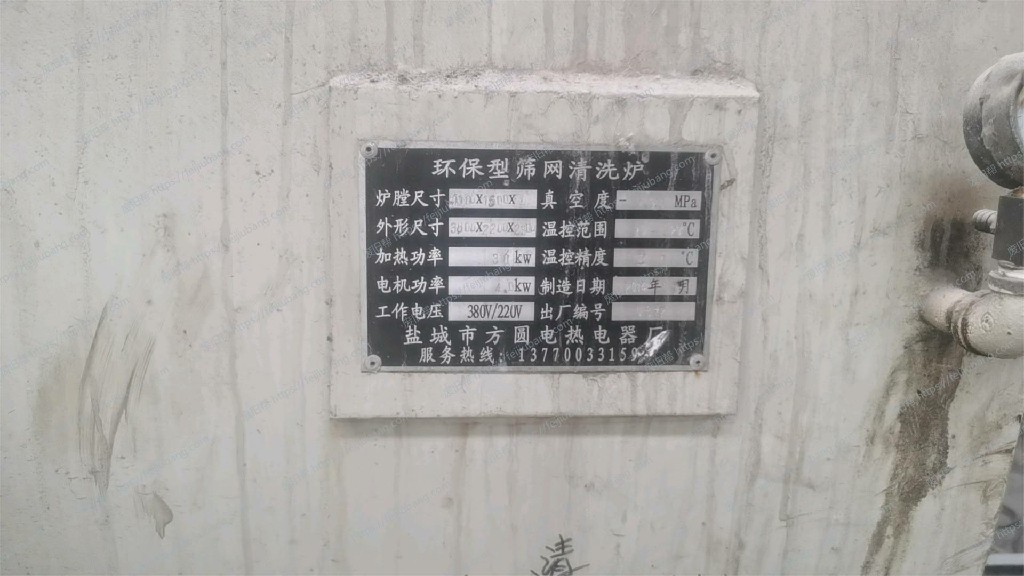 环保型筛网清洗炉
炉膛尺寸 真空度 - MPa
外形尺寸 温控范围 ℃
加热功率 kw 温控精度 ℃
电机功率 kw 制造日期 年 月
工作电压 380V/220V 出厂编号
盐城市方圆电热电器厂
服务热线: 1377003315
清